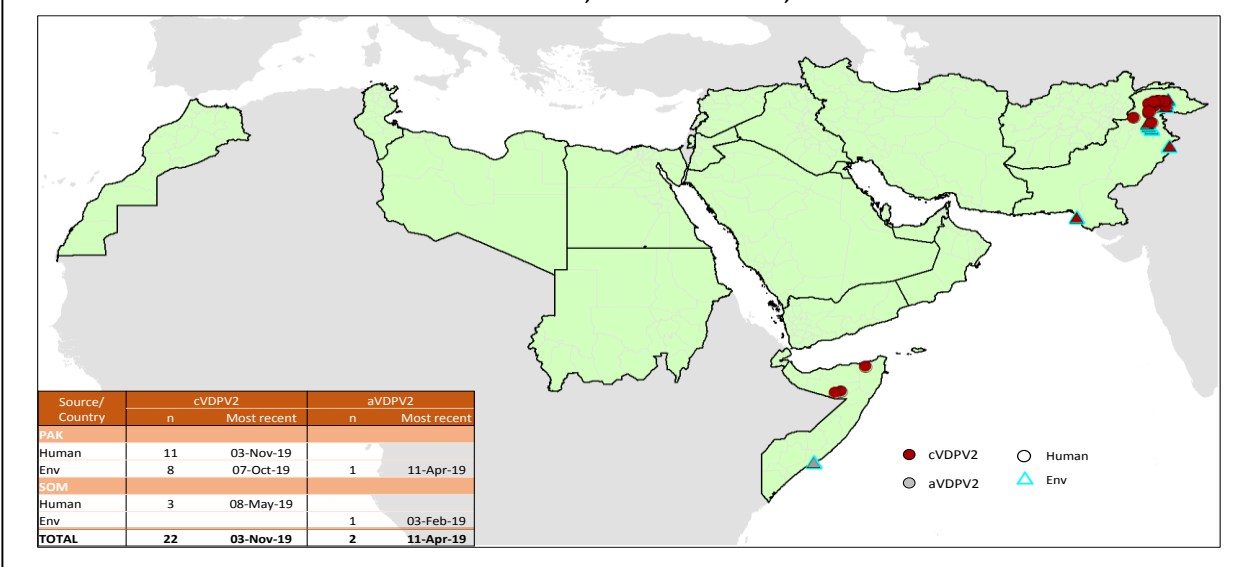 Source/ Country cVDPV2 aVDPV2
n Most recent n Most recent
PAK
Human 11 03-Nov-19
Env 8 07-Oct-19 1 11-Apr-19
SOM
Human 3 08-May-19
Env 1 03-Feb-19
TOTAL 22 03-Nov-19 2 11-Apr-19
cVDPV2 Human
aVDPV2 Env